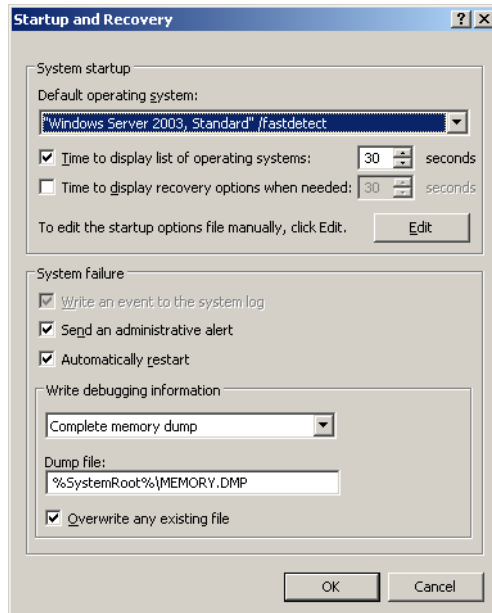 Startup and Recovery
System startup
Default operating system:
"Windows Server 2003, Standard" /fastdetect
Time to display list of operating systems: 30 seconds
Time to display recovery options when needed: 30 seconds
To edit the startup options file manually, click Edit. Edit
System failure
Write an event to the system log
Send an administrative alert
Automatically restart
Write debugging information
Complete memory dump
Dump file:
%SystemRoot%\MEMORY.DMP
Overwrite any existing file
OK Cancel